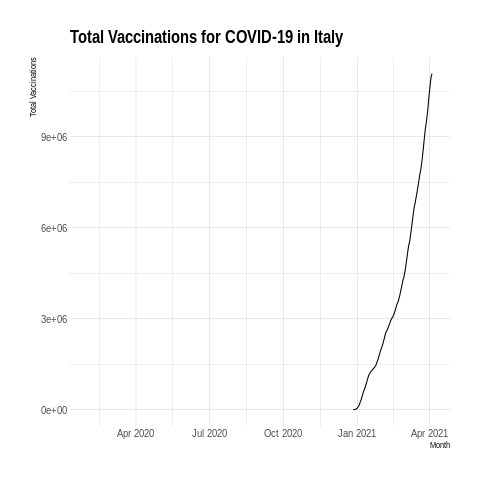 Total Vaccinations for COVID-19 in Italy
Total Vaccinations
9e+06
6e+06
3e+06
0e+00
Apr 2020 Jul 2020 Oct 2020 Jan 2021 Apr 2021
Month